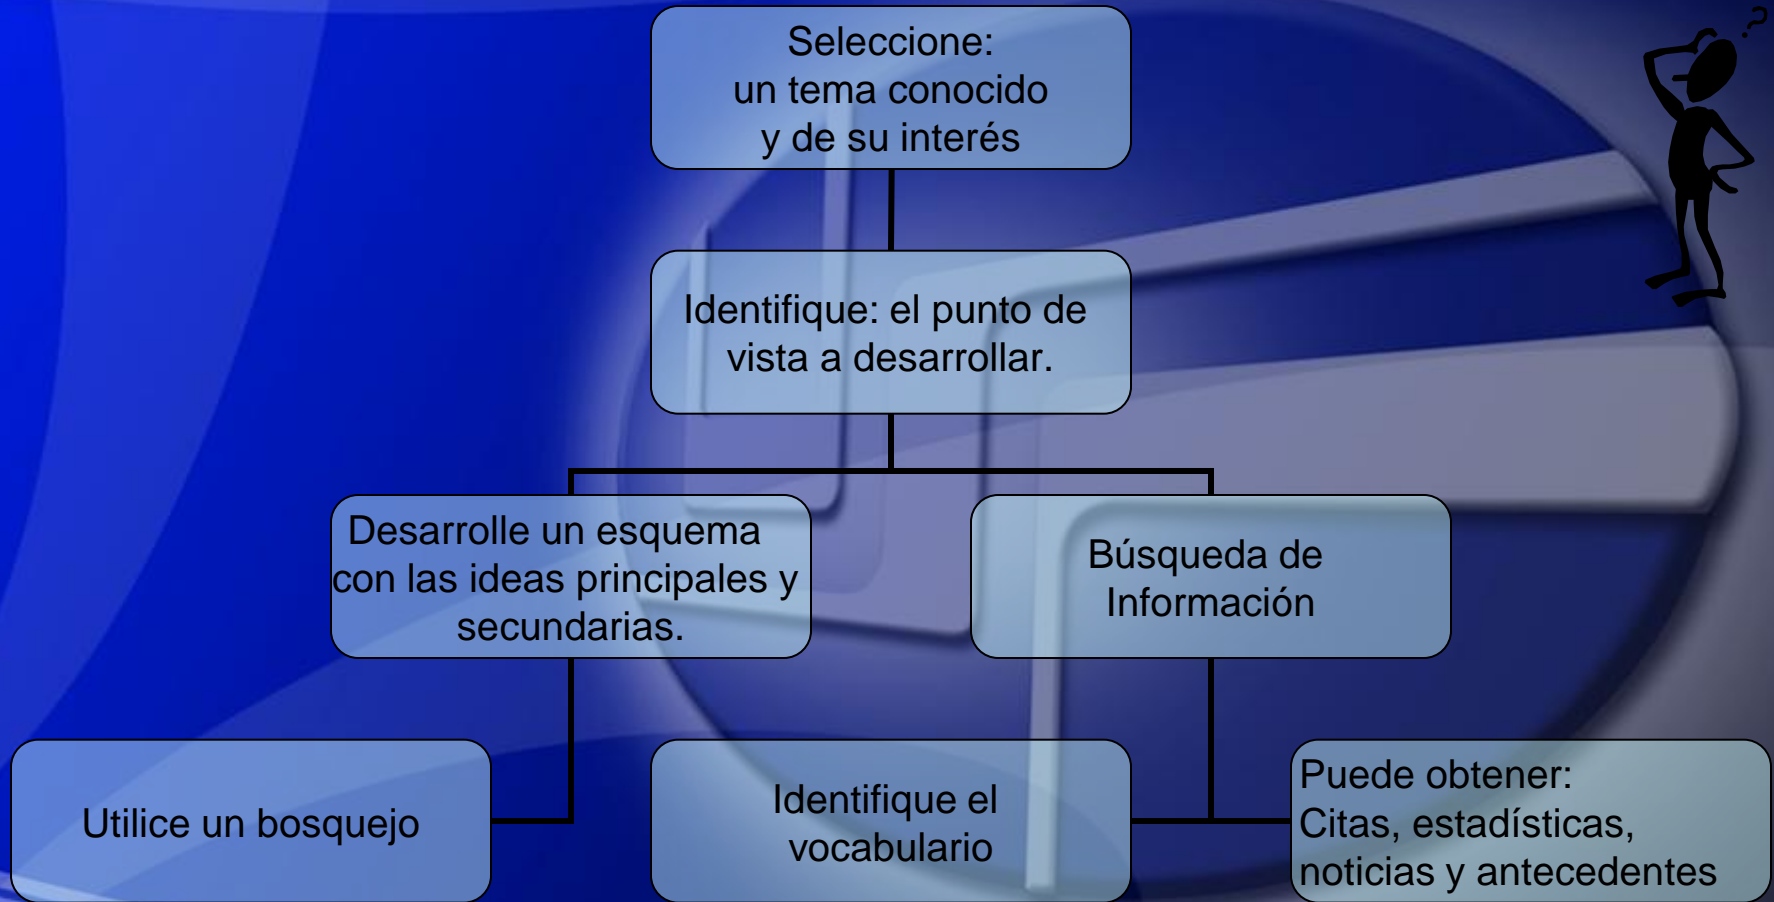 ?
Seleccione:
un tema conocido
y de su interés
Identifique: el punto de
vista a desarrollar.
Desarrolle un esquema
con las ideas principales y
secundarias.
Búsqueda de
Información
Utilice un bosquejo
Identifique el
vocabulario
Puede obtener:
Citas, estadísticas,
noticias y antecedentes